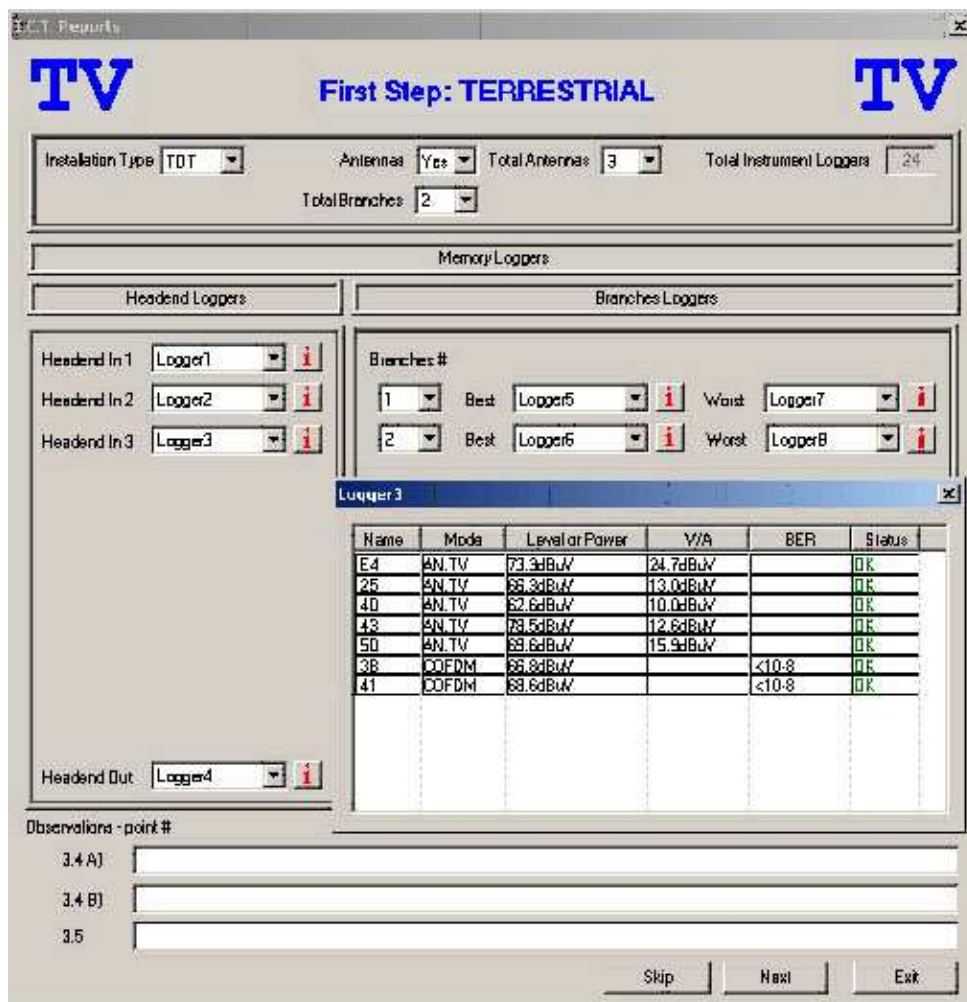 I.C.T. Reports
TV First Step: TERRESTRIAL TV
Installation Type TDT Antennas Yes Total Antennas 3 Total Instrument Loggers 24
Total Branches 2
Memory Loggers
Headend Loggers Branches Loggers
Headend In 1 Logger1 i Branches #
Headend In 2 Logger2 i 1 Best Logger5 i Worst Logger7 i
Headend In 3 Logger3 i 2 Best Logger6 i Worst Logger8 i
Logger3
Name Mode Level or Power V/A BER Status
E4 AN.TV 73.3dBuV 24.7dBuV OK
25 AN.TV 66.3dBuV 13.0dBuV OK
40 AN.TV 62.6dBuV 10.0dBuV OK
43 AN.TV 12.6dBuV OK
50 AN.TV 15.9dBuV OK
38 COFDM 66.8dBuV <10-8 OK
41 COFDM 68.6dBuV <10-8 OK
Headend Out Logger4 i
Observations - point #
3.4 A)
3.4 B)
3.5
Skip Next Exit